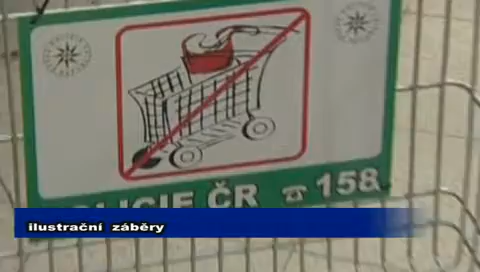 POLICIE ČR ☎ 158
ilustrační záběry